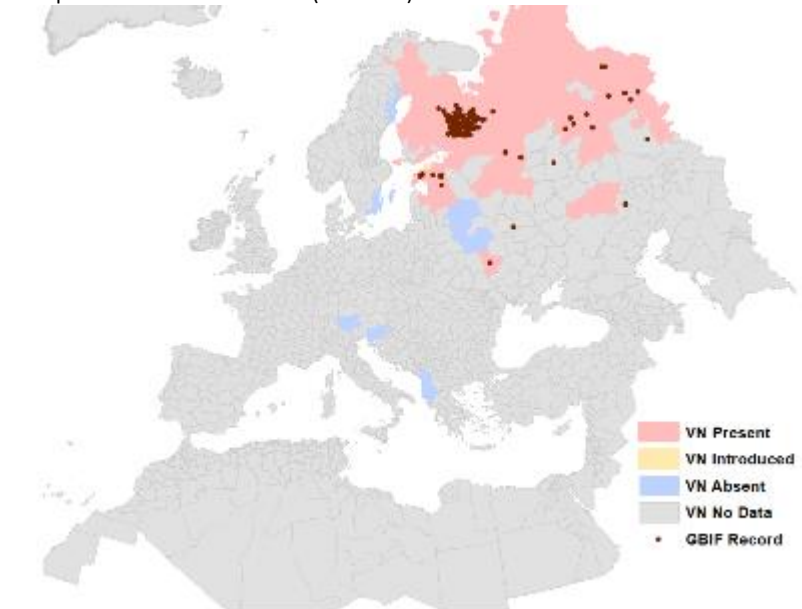 VN Present
VN Introduced
VN Absent
VN No Data
GBIF Record